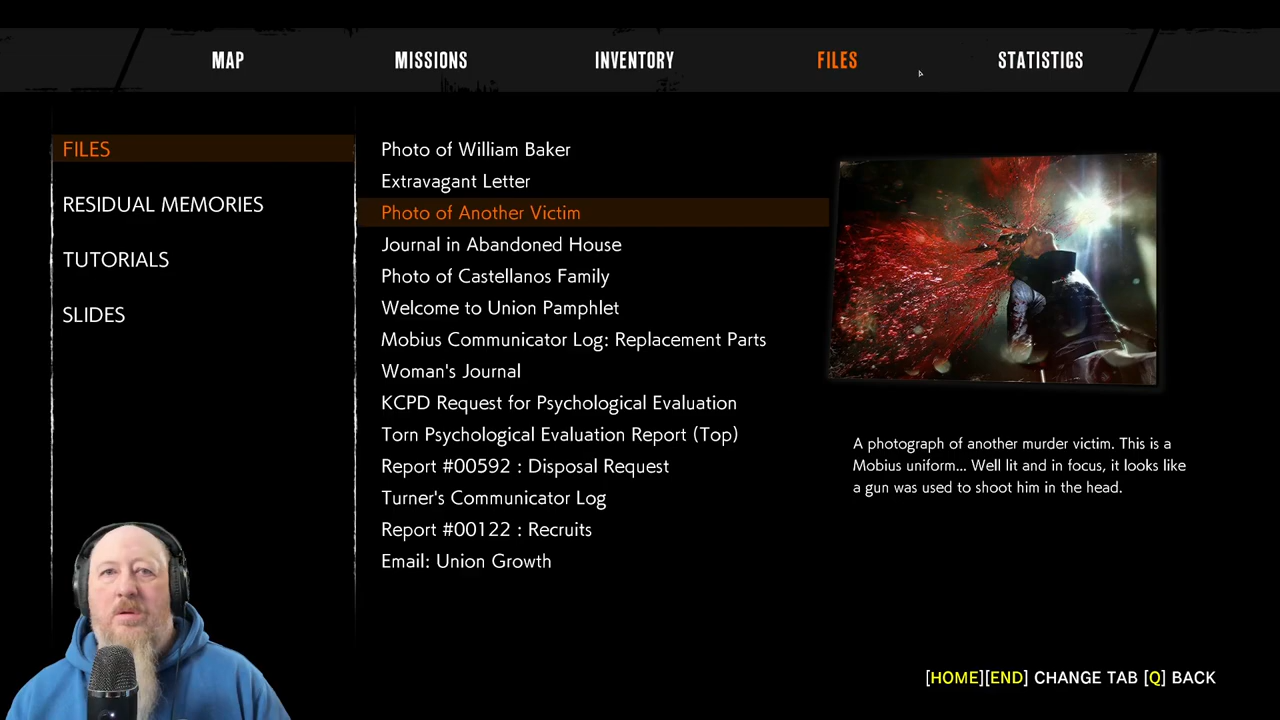 MAP
MISSIONS
INVENTORY
FILES
STATISTICS
FILES
RESIDUAL MEMORIES
TUTORIALS
SLIDES
Photo of William Baker
Extravagant Letter
Photo of Another Victim
Journal in Abandoned House
Photo of Castellanos Family
Welcome to Union Pamphlet
Mobius Communicator Log: Replacement Parts
Woman's Journal
KCPD Request for Psychological Evaluation
Torn Psychological Evaluation Report (Top)
Report #00592 : Disposal Request
Turner's Communicator Log
Report #00122 : Recruits
Email: Union Growth
A photograph of another murder victim. This is a
Mobius uniform... Well lit and in focus, it looks like
a gun was used to shoot him in the head.
[HOME][END] CHANGE TAB [Q] BACK